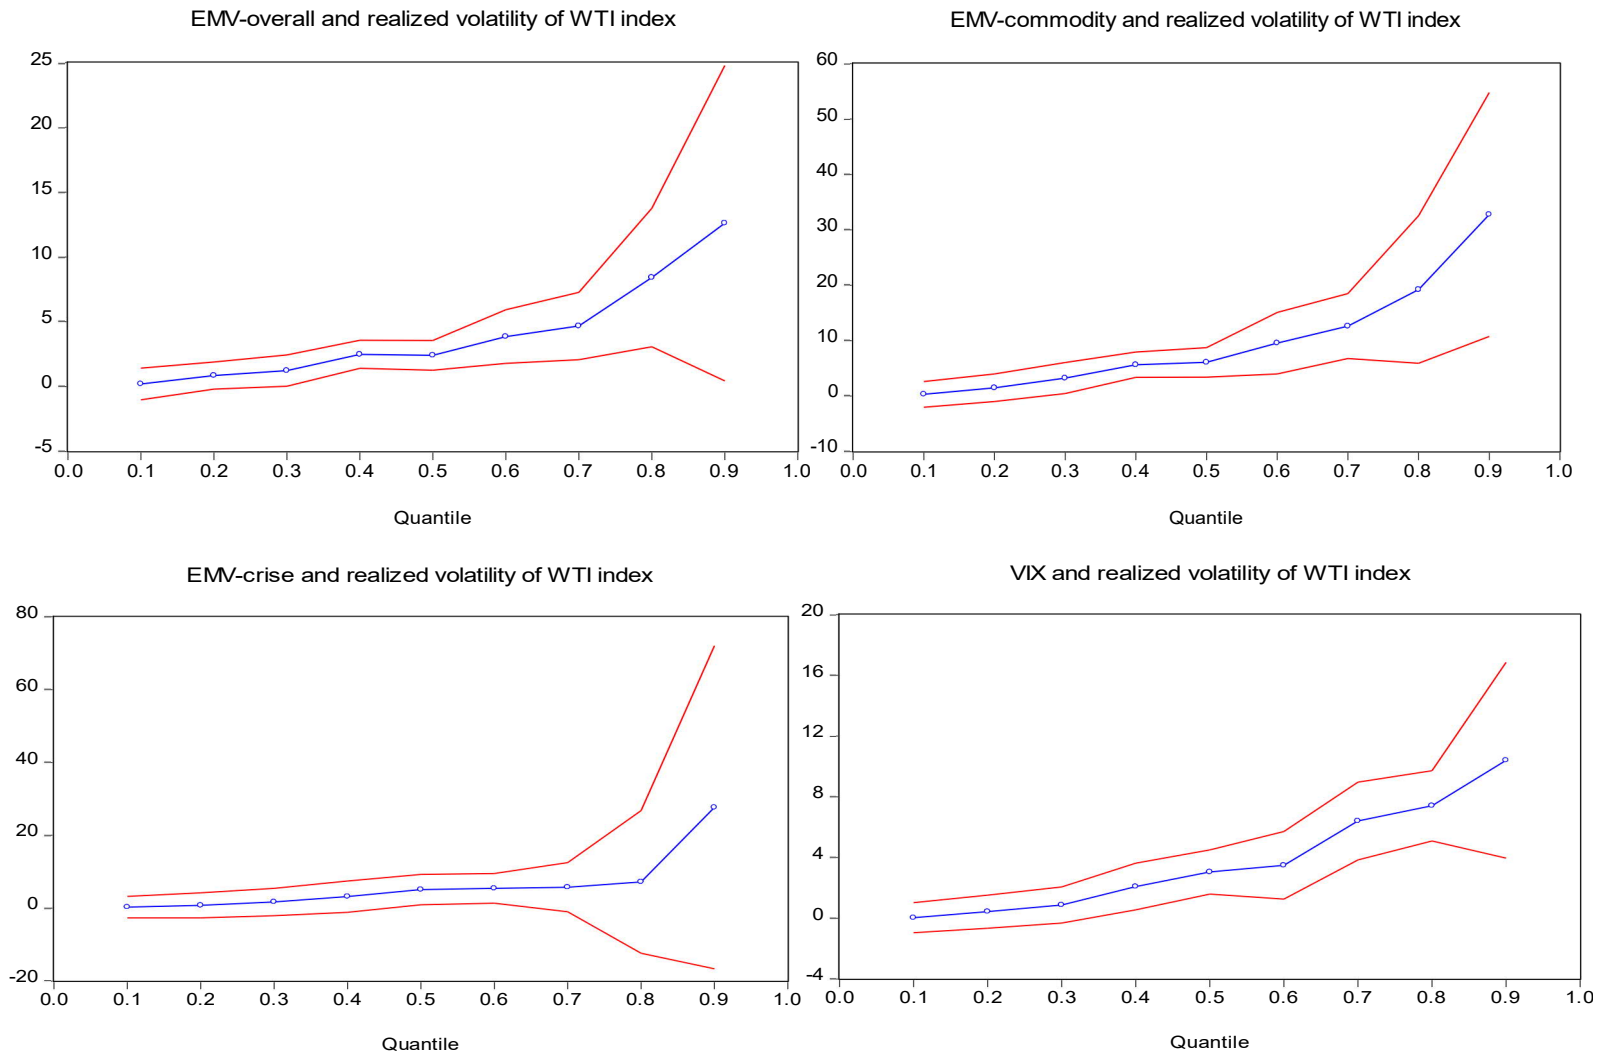 EMV-overall and realized volatility of WTI index
25
20
15
10
5
0
-5
0.0 0.1 0.2 0.3 0.4 0.5 0.6 0.7 0.8 0.9 1.0
Quantile
EMV-commodity and realized volatility of WTI index
60
50
40
30
20
10
0
-10
0.0 0.1 0.2 0.3 0.4 0.5 0.6 0.7 0.8 0.9 1.0
Quantile
EMV-crise and realized volatility of WTI index
80
60
40
20
0
-20
0.0 0.1 0.2 0.3 0.4 0.5 0.6 0.7 0.8 0.9 1.0
Quantile
VIX and realized volatility of WTI index
20
16
12
8
4
0
-4
0.0 0.1 0.2 0.3 0.4 0.5 0.6 0.7 0.8 0.9 1.0
Quantile